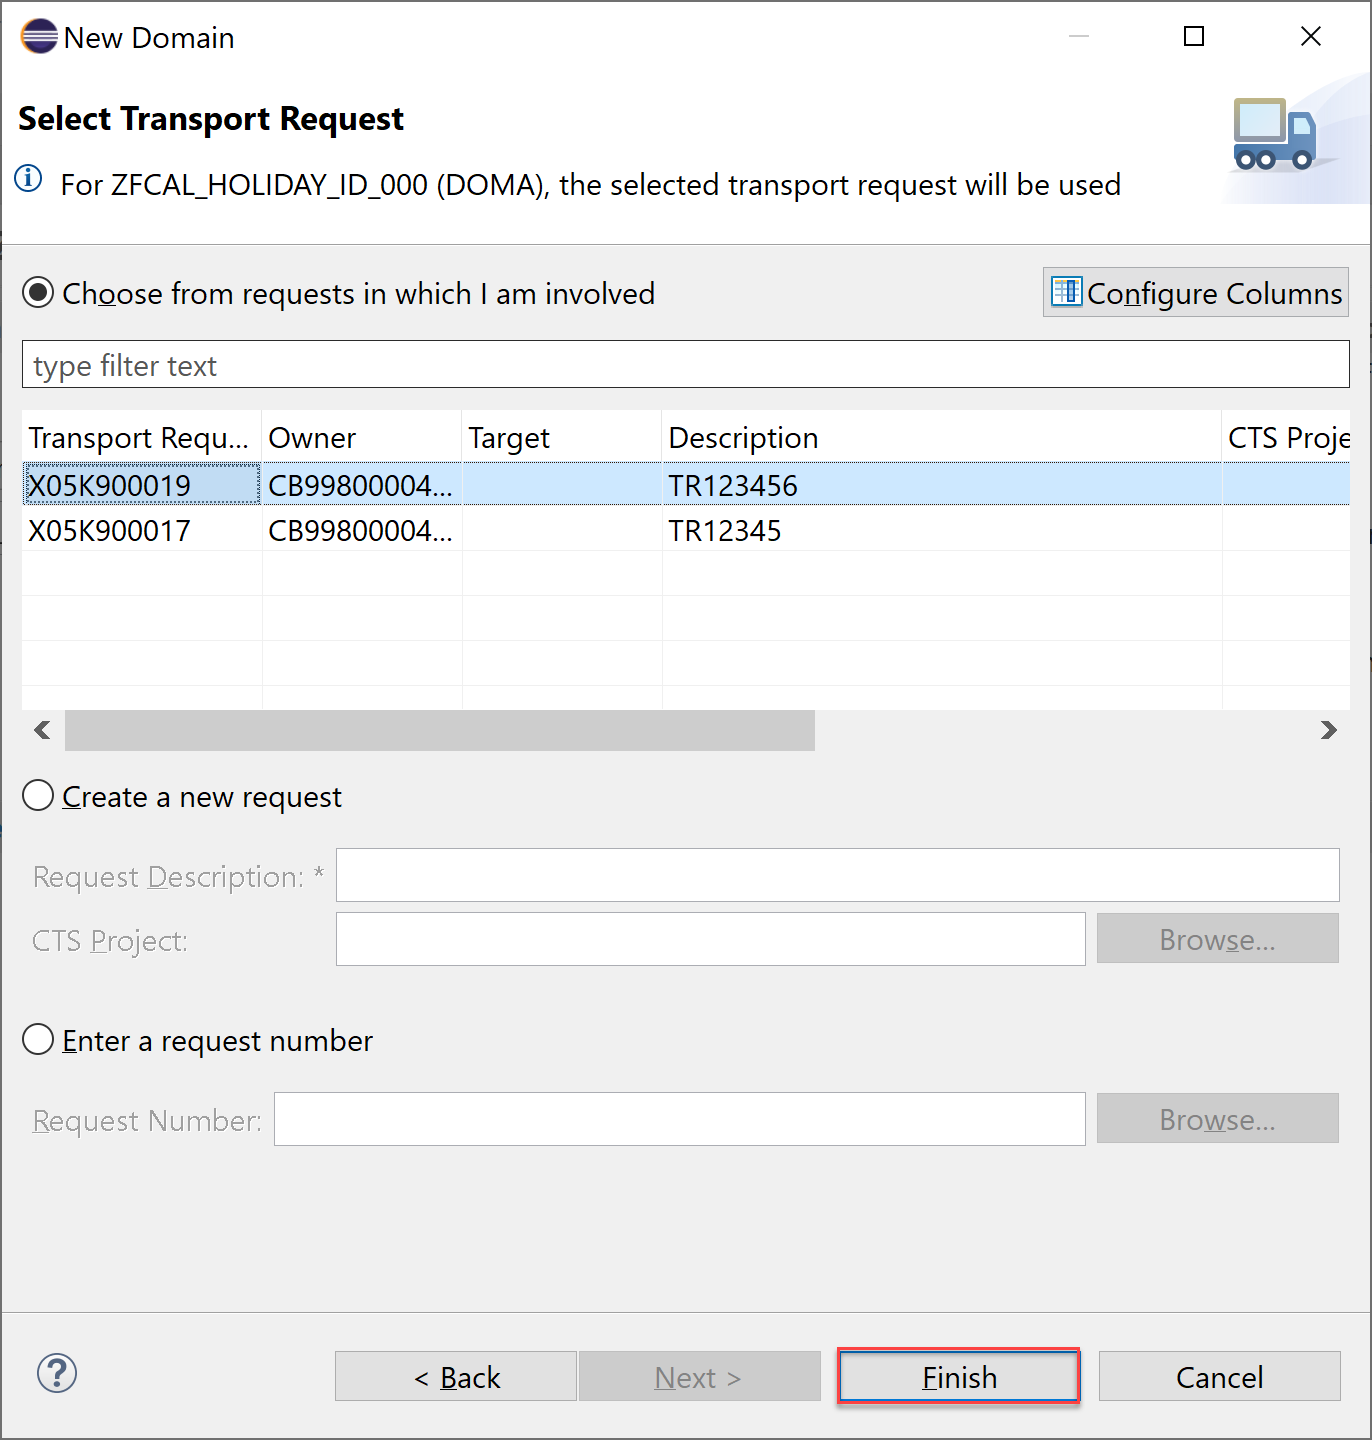 New Domain
Select Transport Request
For ZFCAL_HOLIDAY_ID_000 (DOMA), the selected transport request will be used
Choose from requests in which I am involved
Configure Columns
type filter text
Transport Requ... Owner Target Description CTS Proje
X05K900019 CB99800004... TR123456
X05K900017 CB99800004... TR12345
Create a new request
Request Description: *
CTS Project: Browse...
Enter a request number
Request Number: Browse...
? < Back Next > Finish Cancel